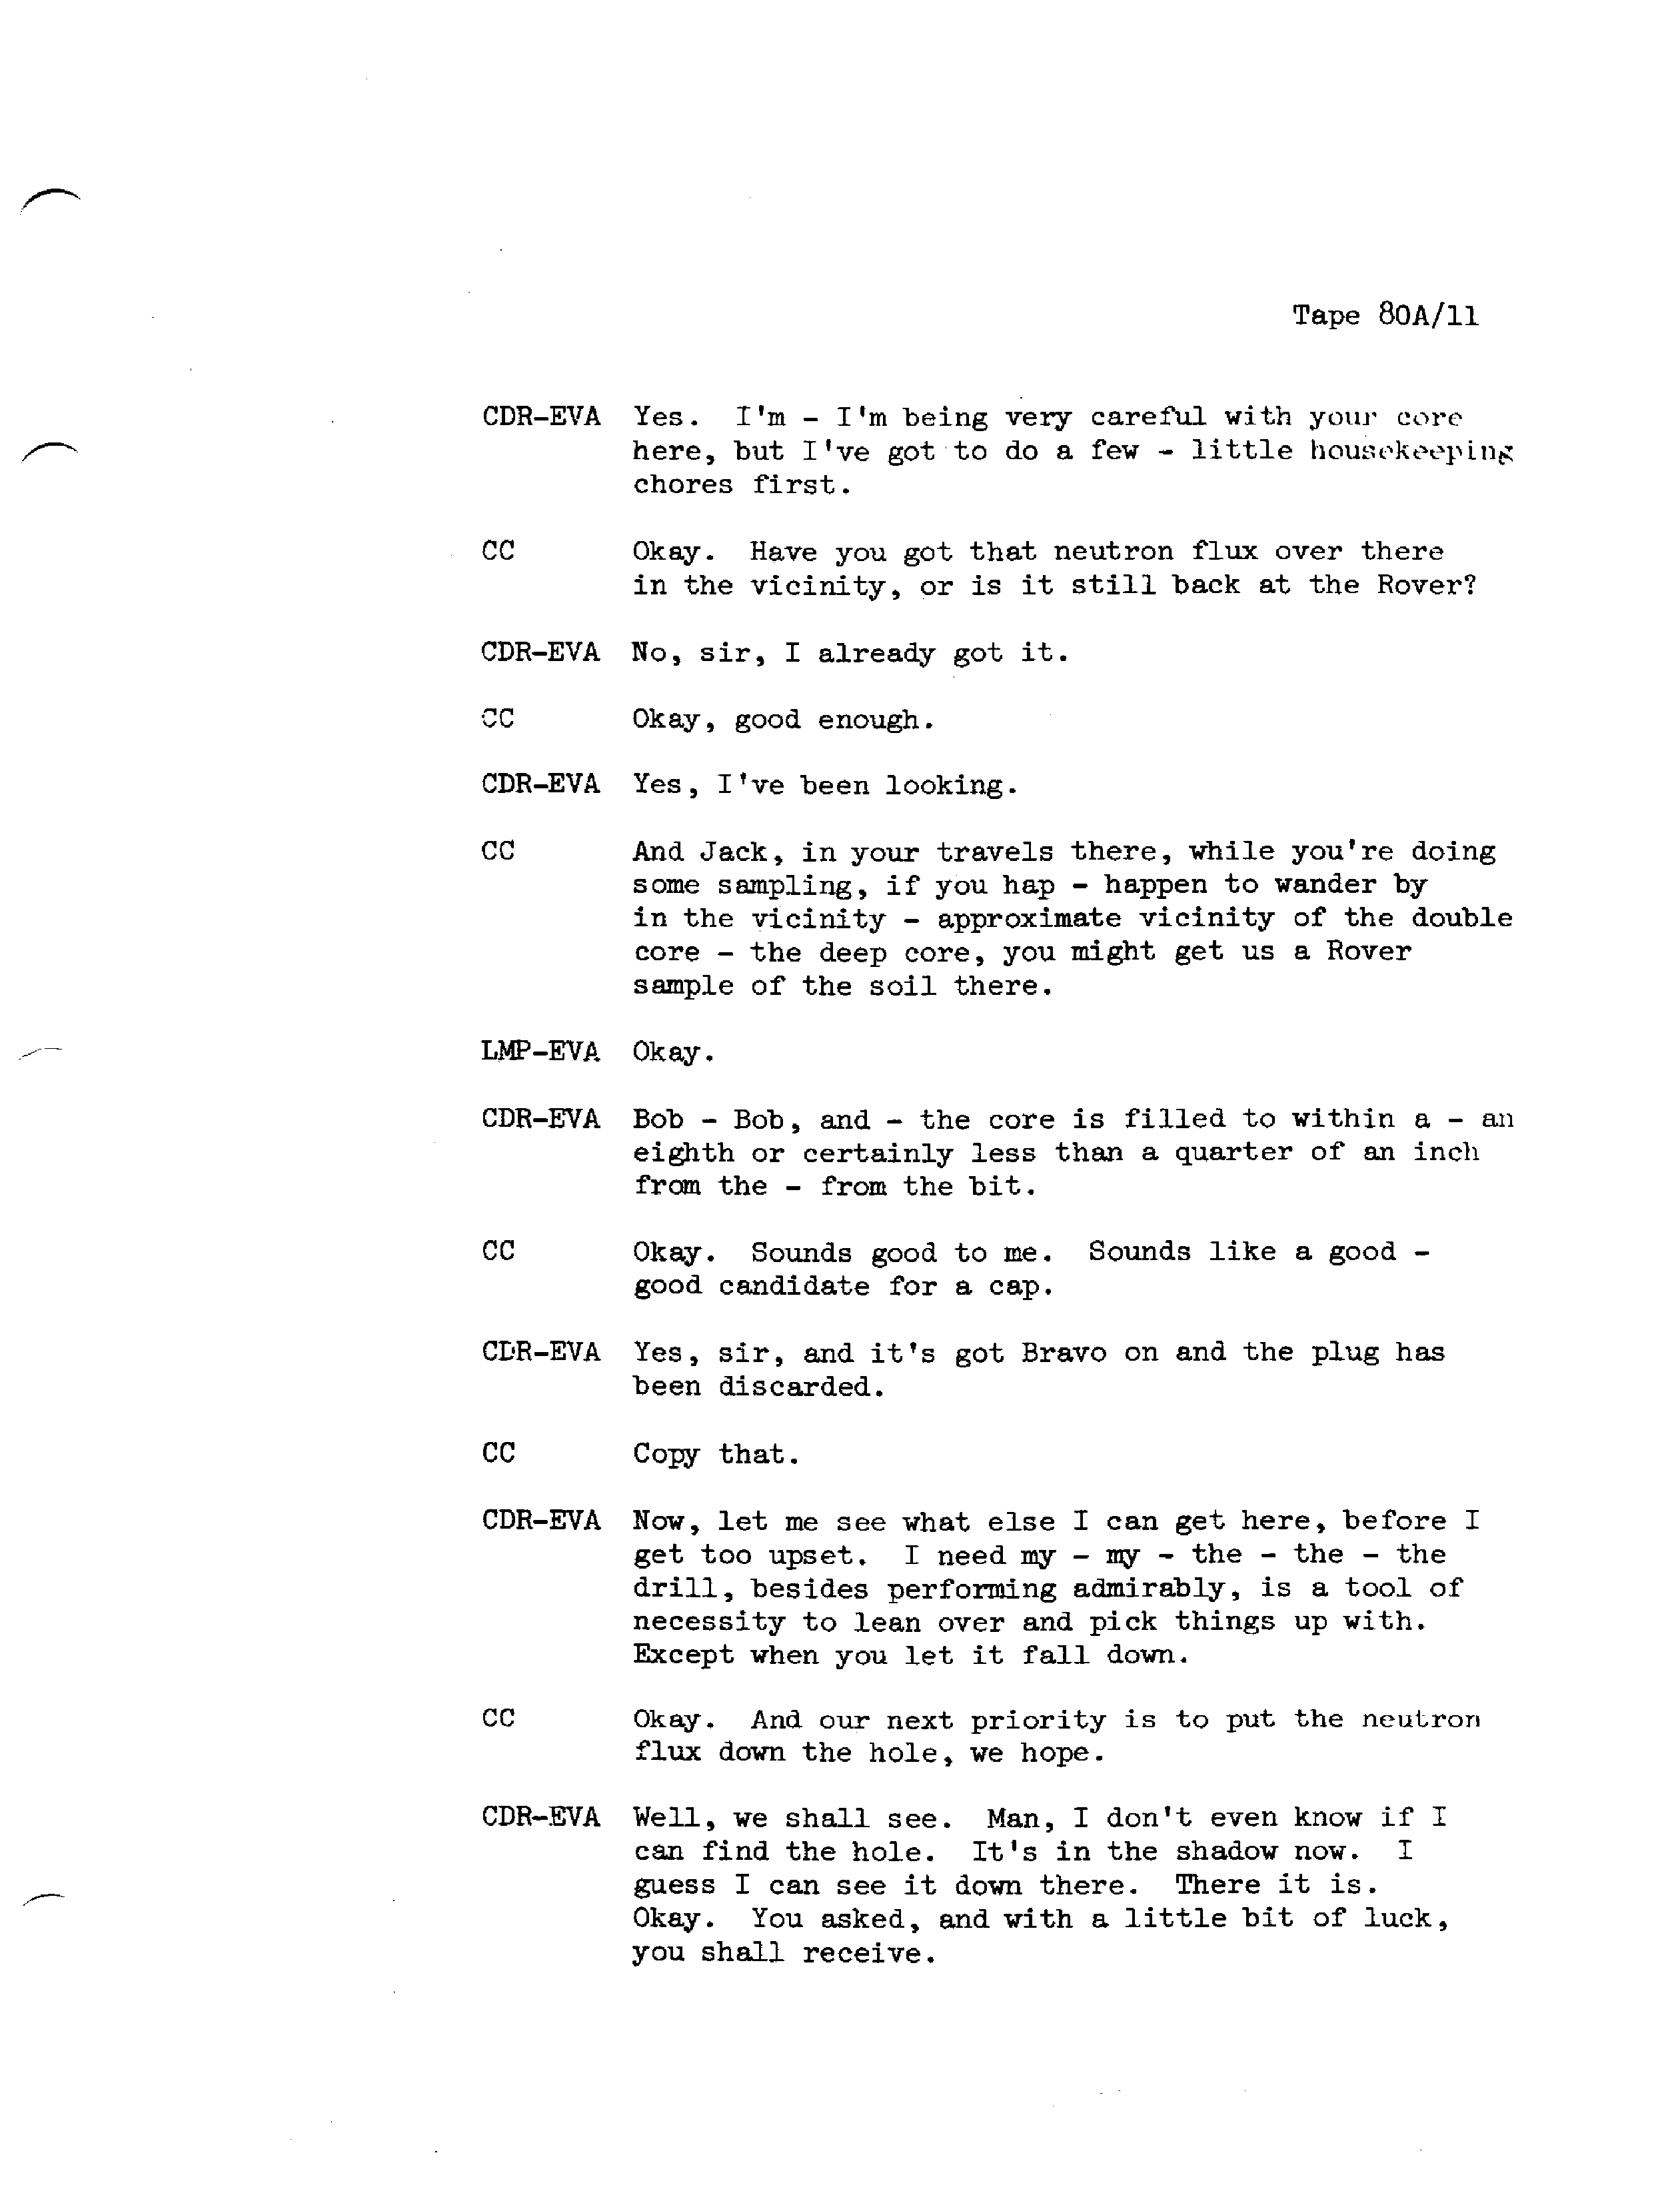 Tape 80A/11
CDR-EVA Yes. I'm - I'm being very careful with your core
here, but I've got to do a few - little housekeeping
chores first.
CC Okay. Have you got that neutron flux over there
in the vicinity, or is it still back at the Rover?
CDR-EVA No, sir, I already got it.
CC Okay, good enough.
CDR-EVA Yes, I've been looking.
CC And Jack, in your travels there, while you're doing
some sampling, if you hap - happen to wander by
in the vicinity - approximate vicinity of the double
core - the deep core, you might get us a Rover
sample of the soil there.
LMP-EVA Okay.
CDR-EVA Bob - Bob, and - the core is filled to within a - an
eighth or certainly less than a quarter of an inch
from the - from the bit.
CC Okay. Sounds good to me. Sounds like a good -
good candidate for a cap.
CDR-EVA Yes, sir, and it's got Bravo on and the plug has
been discarded.
CC Copy that.
CDR-EVA Now, let me see what else I can get here, before I
get too upset. I need my - my - the - the - the
drill, besides performing admirably, is a tool of
necessity to lean over and pick things up with.
Except when you let it fall down.
CC Okay. And our next priority is to put the neutron
flux down the hole, we hope.
CDR-EVA Well, we shall see. Man, I don't even know if I
can find the hole. It's in the shadow now. I
guess I can see it down there. There it is.
Okay. You asked, and with a little bit of luck,
you shall receive.